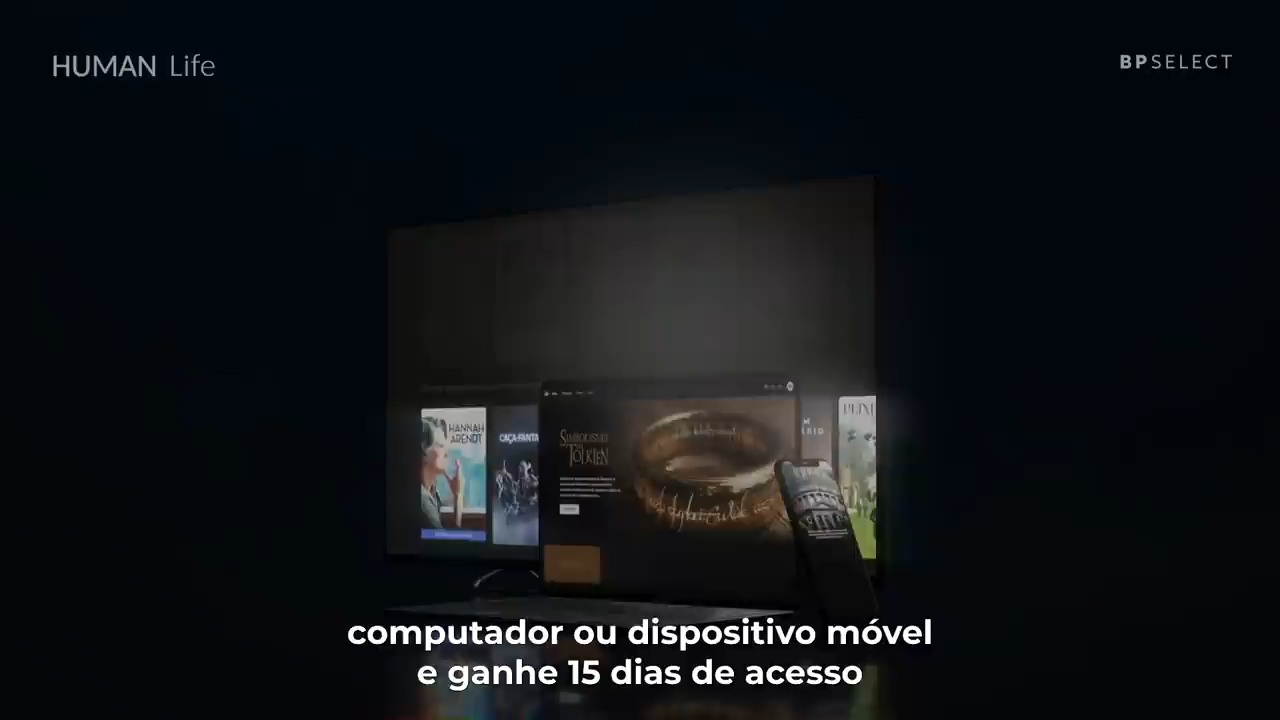 HUMAN Life
BPSELECT
HANNAH
ARENDT
CAÇA-FANTA
SIMBOLISMO
TOLKIEN
computador ou dispositivo móvel
e ganhe 15 dias de acesso